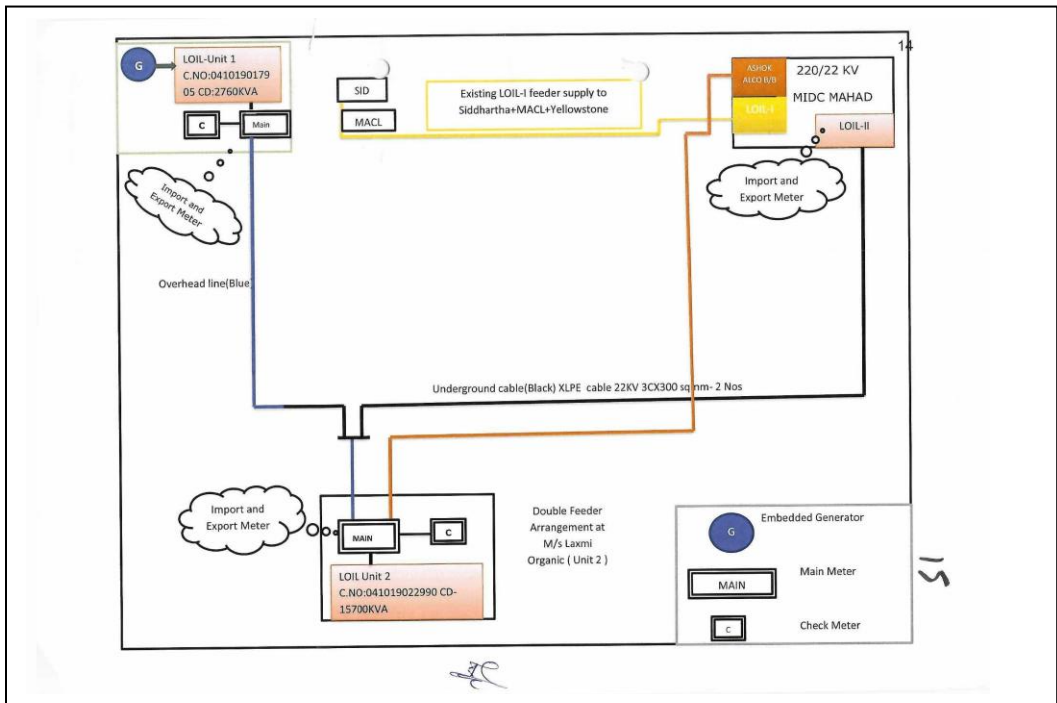 14
G
LOIL-Unit 1
C.NO:0410190179
05 CD:2760KVA
C
Main
Import and
Export Meter
SID
MACL
Existing LOIL-I feeder supply to
Siddhartha+MACL+Yellowstone
ASHOK
ALCO B/B
LOIL-I
220/22 KV
MIDC MAHAD
LOIL-II
Import and
Export Meter
Overhead line(Blue)
Underground cable(Black) XLPE cable 22KV 3CX300 sqmm- 2 Nos
Import and
Export Meter
MAIN
C
LOIL Unit 2
C.NO:041019022990 CD-
15700KVA
Double Feeder
Arrangement at
M/s Laxmi
Organic ( Unit 2 )
G
Embedded Generator
MAIN
Main Meter
C
Check Meter
15